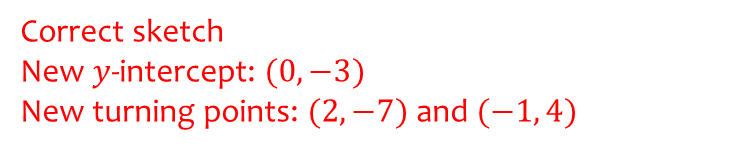 Correct sketch
New y-intercept: (0, −3)
New turning points: (2, −7) and (−1, 4)